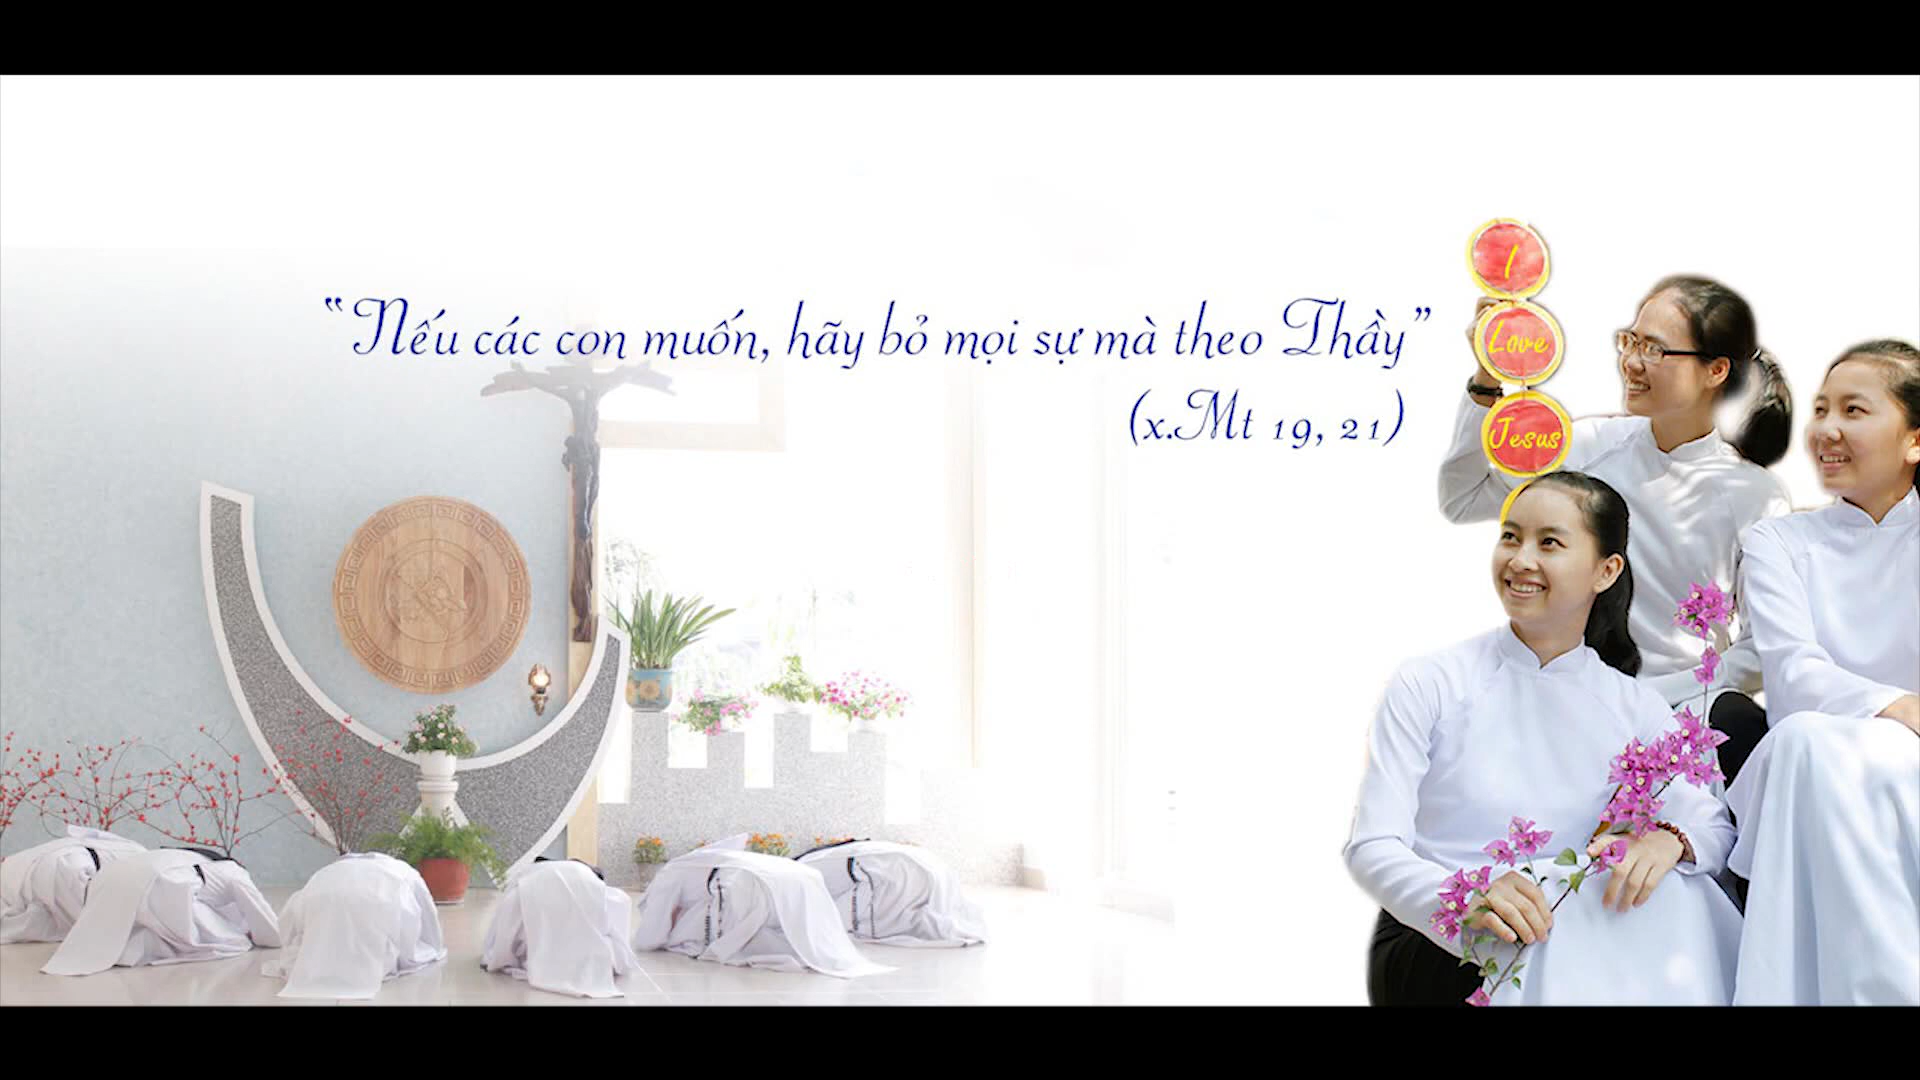 “Nếu các con muốn, hãy bỏ mọi sự mà theo Thầy”
(x.Mt 19, 21)
I
Love
Jesus